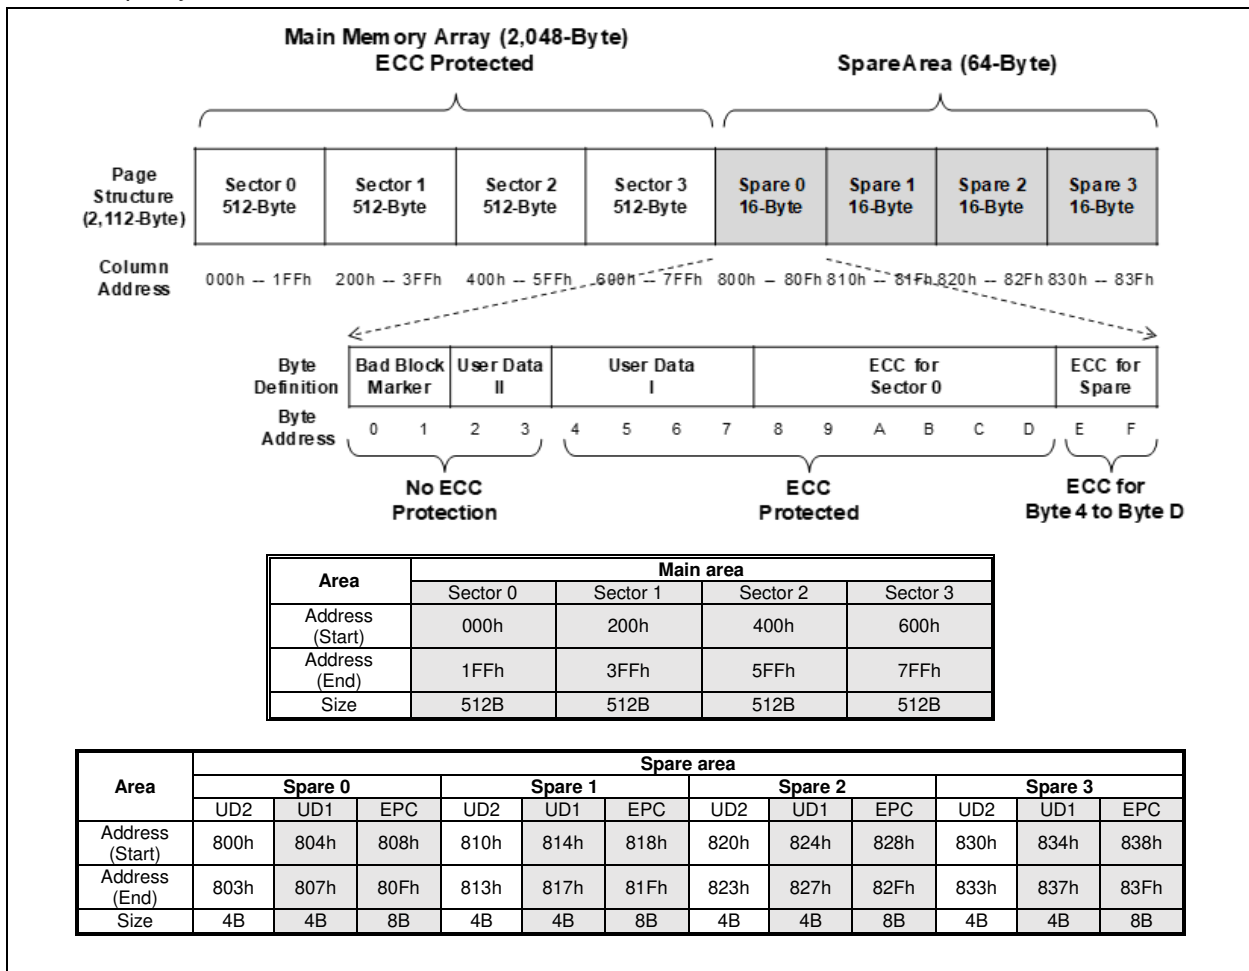 Main Memory Array (2,048-Byte)
ECC Protected
Spare Area (64-Byte)
Page
Structure
(2,112-Byte)
Sector 0
512-Byte
Sector 1
512-Byte
Sector 2
512-Byte
Sector 3
512-Byte
Spare 0
16-Byte
Spare 1
16-Byte
Spare 2
16-Byte
Spare 3
16-Byte
Column
Address
000h -- 1FFh 200h -- 3FFh 400h -- 5FFh 600h -- 7FFh 800h -- 80Fh 810h -- 81Fh 820h -- 82Fh 830h -- 83Fh
Byte
Definition
Bad Block
Marker
User Data
II
User Data
I
ECC for
Sector 0
ECC for
Spare
Byte
Address
0 1 2 3 4 5 6 7 8 9 A B C D E F
No ECC
Protection
ECC
Protected
ECC for
Byte 4 to Byte D
Area Main area
Sector 0 Sector 1 Sector 2 Sector 3
Address
(Start)
000h 200h 400h 600h
Address
(End)
1FFh 3FFh 5FFh 7FFh
Size 512B 512B 512B 512B
Area Spare area
Spare 0 Spare 1 Spare 2 Spare 3
UD2 UD1 EPC UD2 UD1 EPC UD2 UD1 EPC UD2 UD1 EPC
Address
(Start)
800h 804h 808h 810h 814h 818h 820h 824h 828h 830h 834h 838h
Address
(End)
803h 807h 80Fh 813h 817h 81Fh 823h 827h 82Fh 833h 837h 83Fh
Size 4B 4B 8B 4B 4B 8B 4B 4B 8B 4B 4B 8B